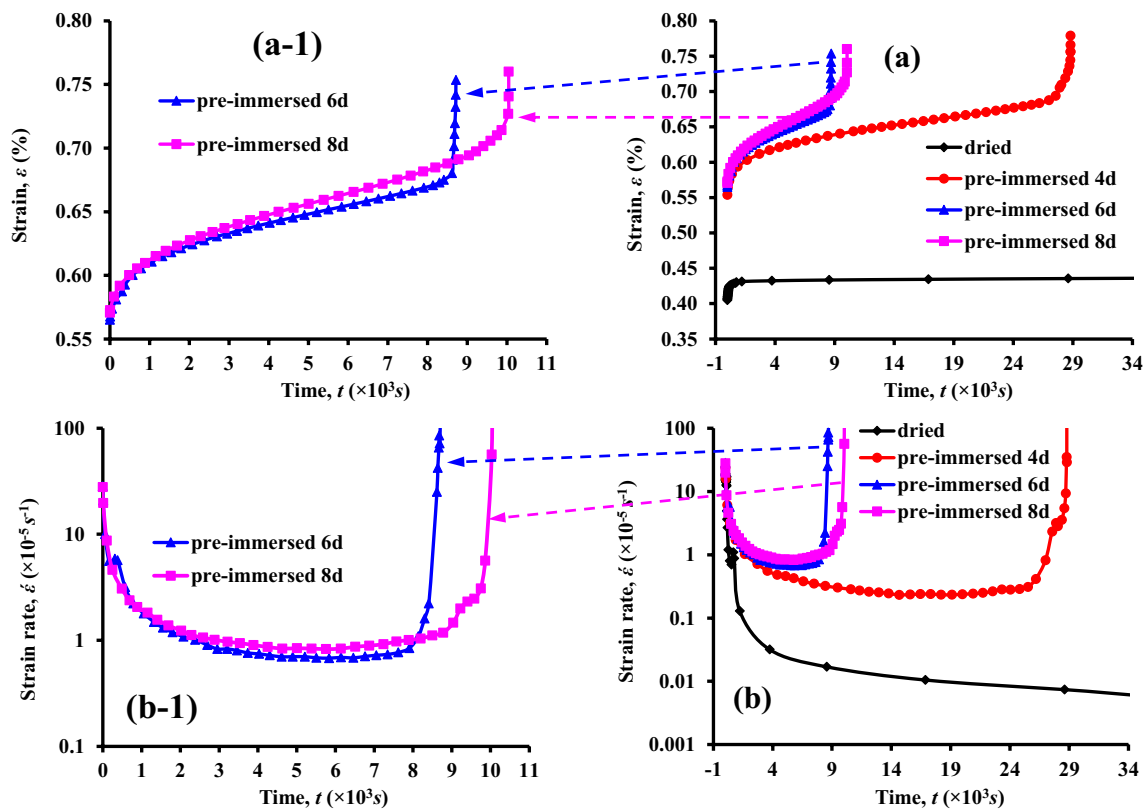 (a-1)
0.80
0.75
0.70
0.65
0.60
0.55
Strain, ε (%)
pre-immersed 6d
pre-immersed 8d
0 1 2 3 4 5 6 7 8 9 10 11
Time, t (×10³s)
(a)
0.80
0.75
0.70
0.65
0.60
0.55
0.50
0.45
0.40
0.35
Strain, ε (%)
dried
pre-immersed 4d
pre-immersed 6d
pre-immersed 8d
-1 4 9 14 19 24 29 34
Time, t (×10³s)
100
10
1
0.1
Strain rate, έ (×10⁻⁵ s⁻¹)
pre-immersed 6d
pre-immersed 8d
(b-1)
0 1 2 3 4 5 6 7 8 9 10 11
Time, t (×10³s)
100
10
1
0.1
0.01
0.001
Strain rate, έ (×10⁻⁵ s⁻¹)
dried
pre-immersed 4d
pre-immersed 6d
pre-immersed 8d
(b)
-1 4 9 14 19 24 29 34
Time, t (×10³s)